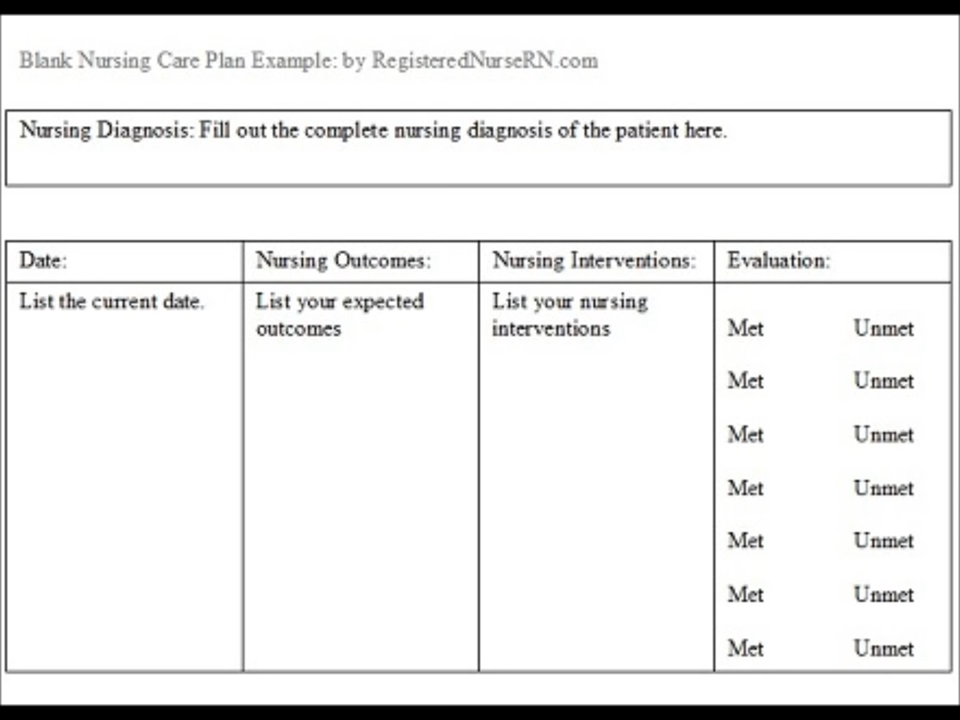 Blank Nursing Care Plan Example: by RegisteredNurseRN.com
Nursing Diagnosis: Fill out the complete nursing diagnosis of the patient here.
Date:
Nursing Outcomes:
Nursing Interventions:
Evaluation:
List the current date.
List your expected
outcomes
List your nursing
interventions
Met Unmet
Met Unmet
Met Unmet
Met Unmet
Met Unmet
Met Unmet
Met Unmet